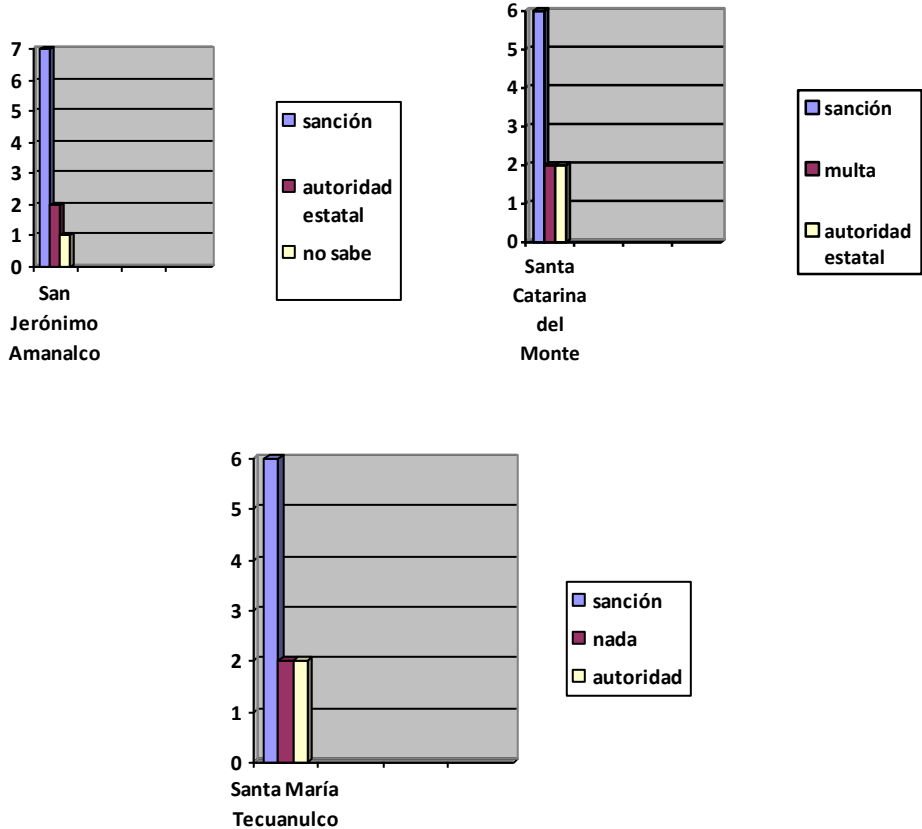 7
6
5
4
3
2
1
0
San
Jerónimo
Amanalco
sanción
autoridad
estatal
no sabe
6
5
4
3
2
1
0
Santa
Catarina
del
Monte
sanción
multa
autoridad
estatal
6
5
4
3
2
1
0
Santa María
Tecuanulco
sanción
nada
autoridad